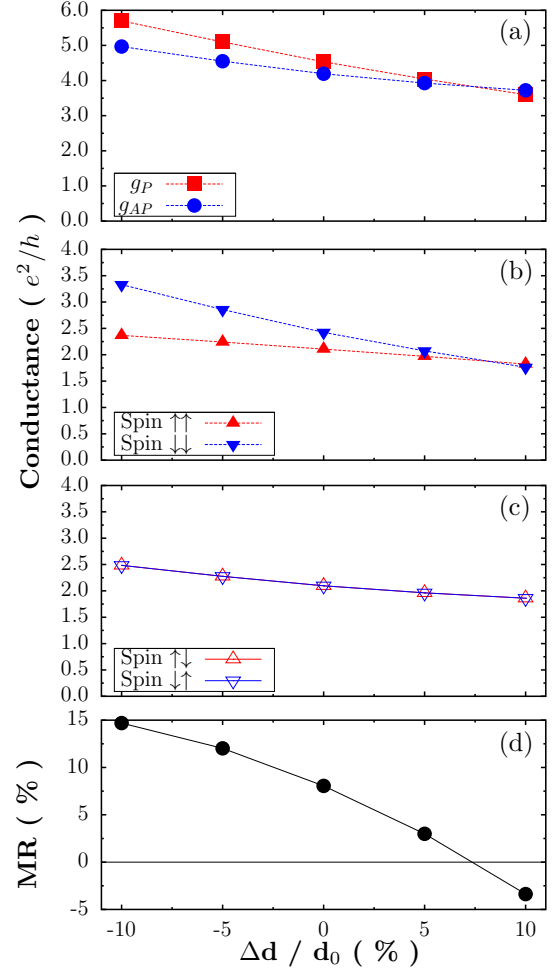 Conductance ( e²/h )
6.0
5.0
4.0
3.0
2.0
1.0
0.0
(a)
g_P
g_AP
4.0
3.5
3.0
2.5
2.0
1.5
1.0
0.5
0.0
(b)
Spin ↑↑
Spin ↓↓
4.0
3.5
3.0
2.5
2.0
1.5
1.0
0.5
0.0
(c)
Spin ↑↓
Spin ↓↑
MR ( % )
15
10
5
0
-5
(d)
-10 -5 0 5 10
Δd / d₀ ( % )